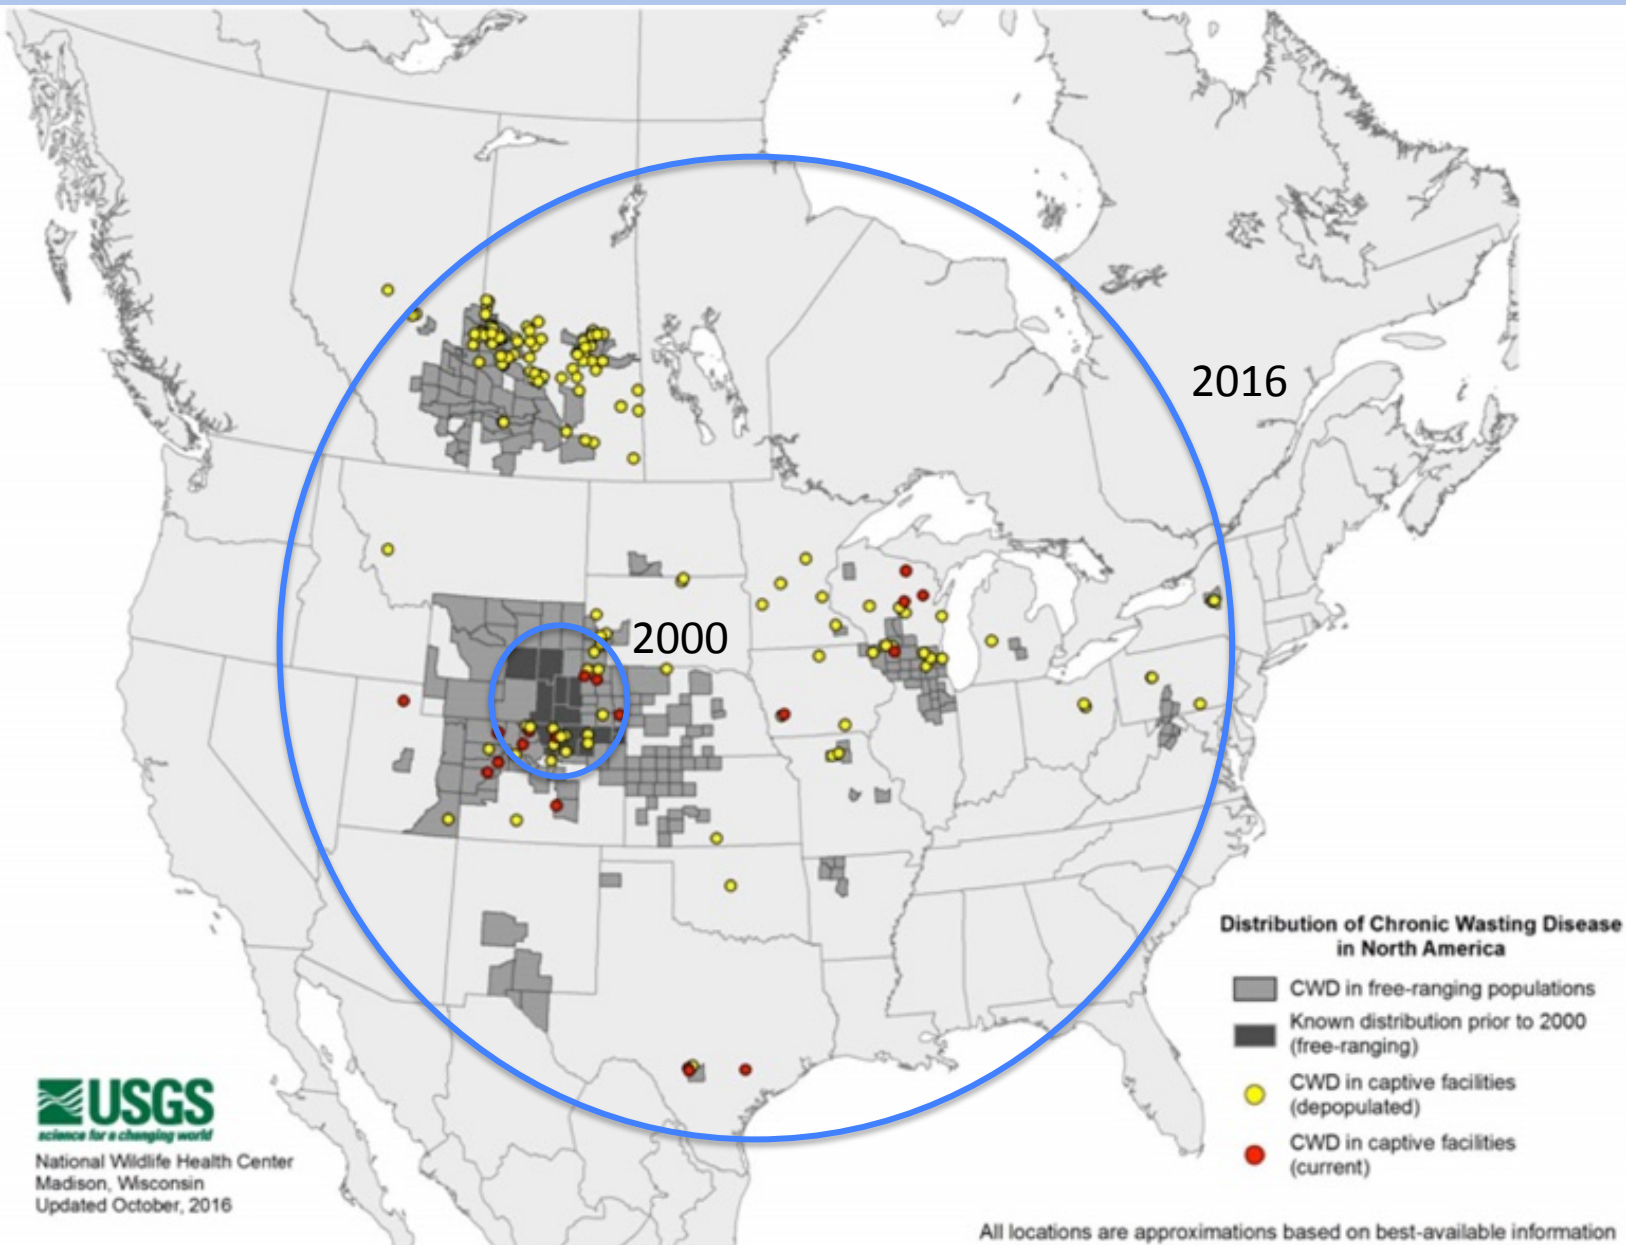 2016
2000
Distribution of Chronic Wasting Disease
in North America
CWD in free-ranging populations
Known distribution prior to 2000
(free-ranging)
CWD in captive facilities
(depopulated)
CWD in captive facilities
(current)
USGS
science for a changing world
National Wildlife Health Center
Madison, Wisconsin
Updated October, 2016
All locations are approximations based on best-available information